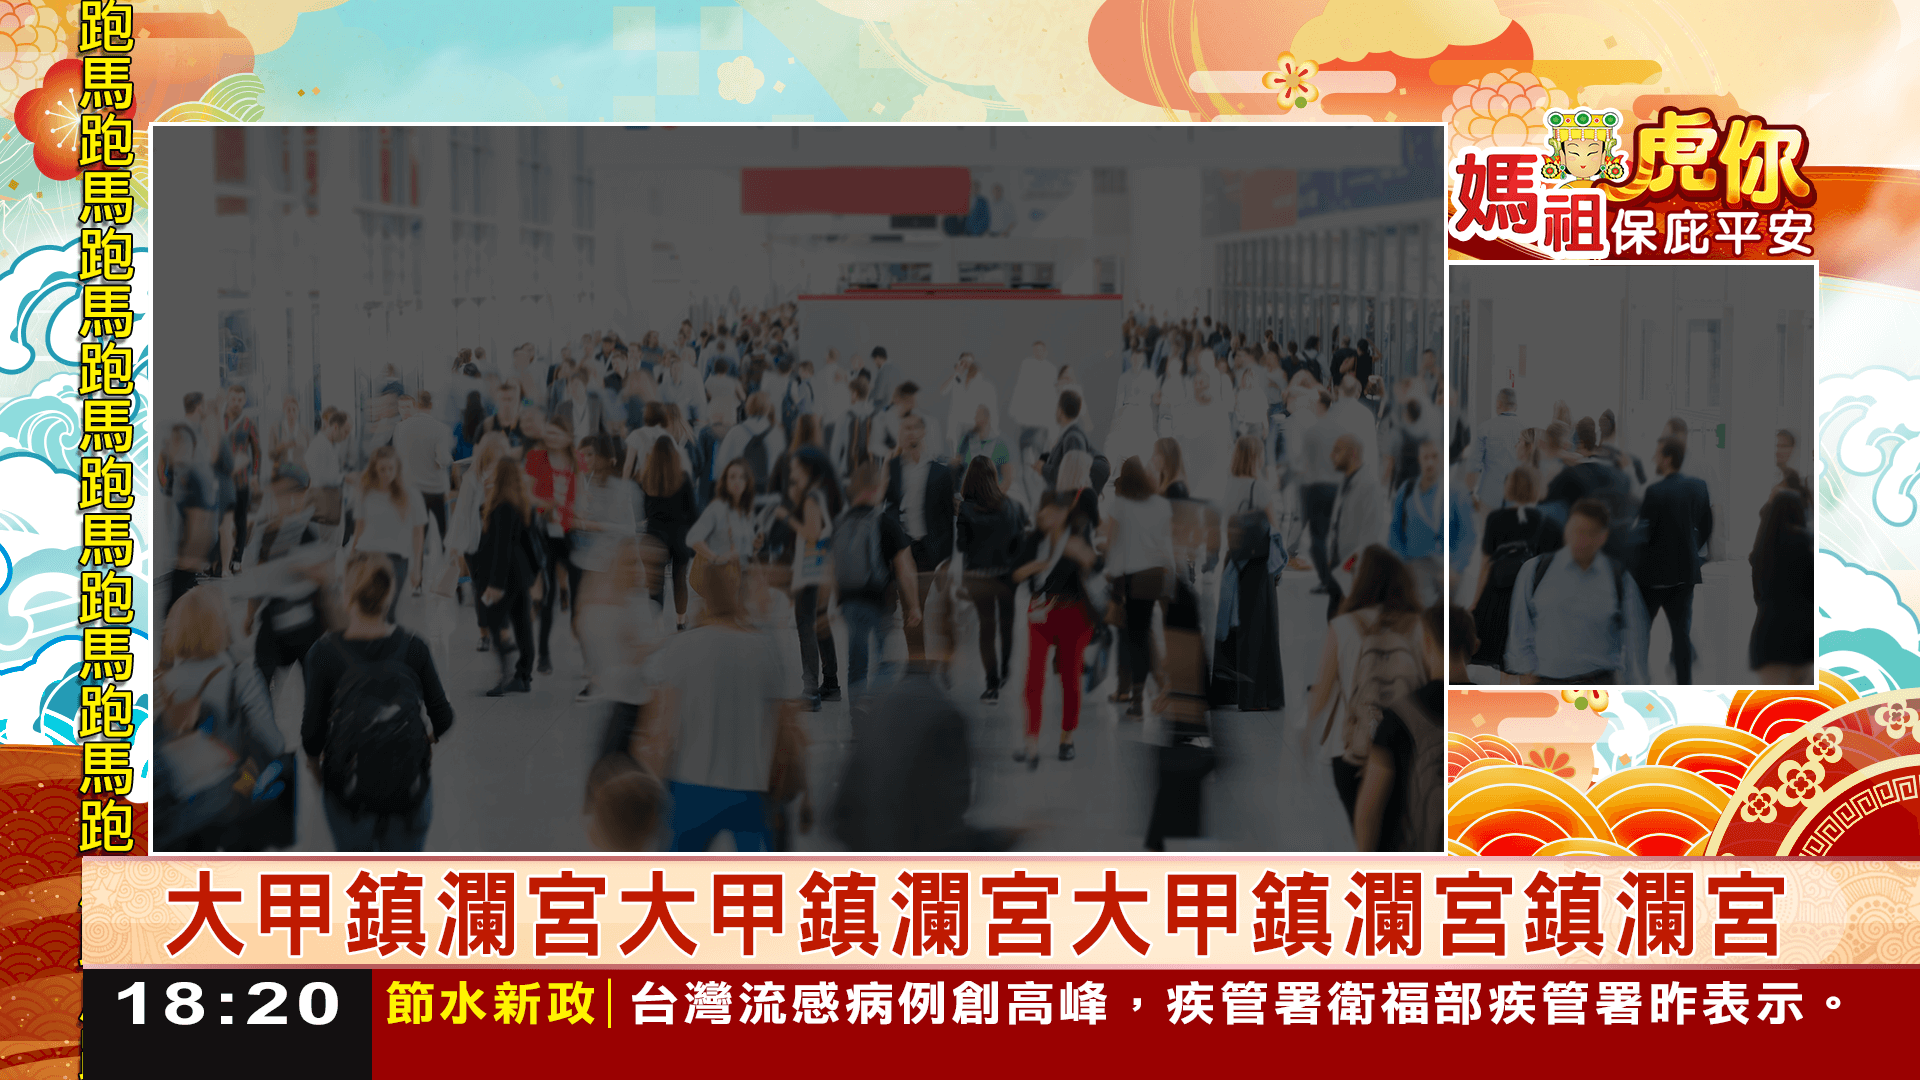 跑馬跑馬跑馬跑馬跑馬跑馬跑馬跑
媽祖虎你
保庇平安
大甲鎮瀾宮大甲鎮瀾宮大甲鎮瀾宮鎮瀾宮
18:20
節水新政 台灣流感病例創高峰，疾管署衛福部疾管署昨表示。